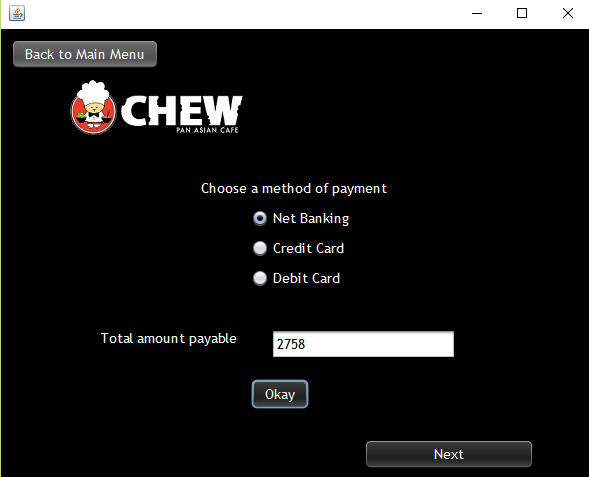 Back to Main Menu
CHEW
PAN ASIAN CAFE
Choose a method of payment
Net Banking
Credit Card
Debit Card
Total amount payable 2758
Okay
Next